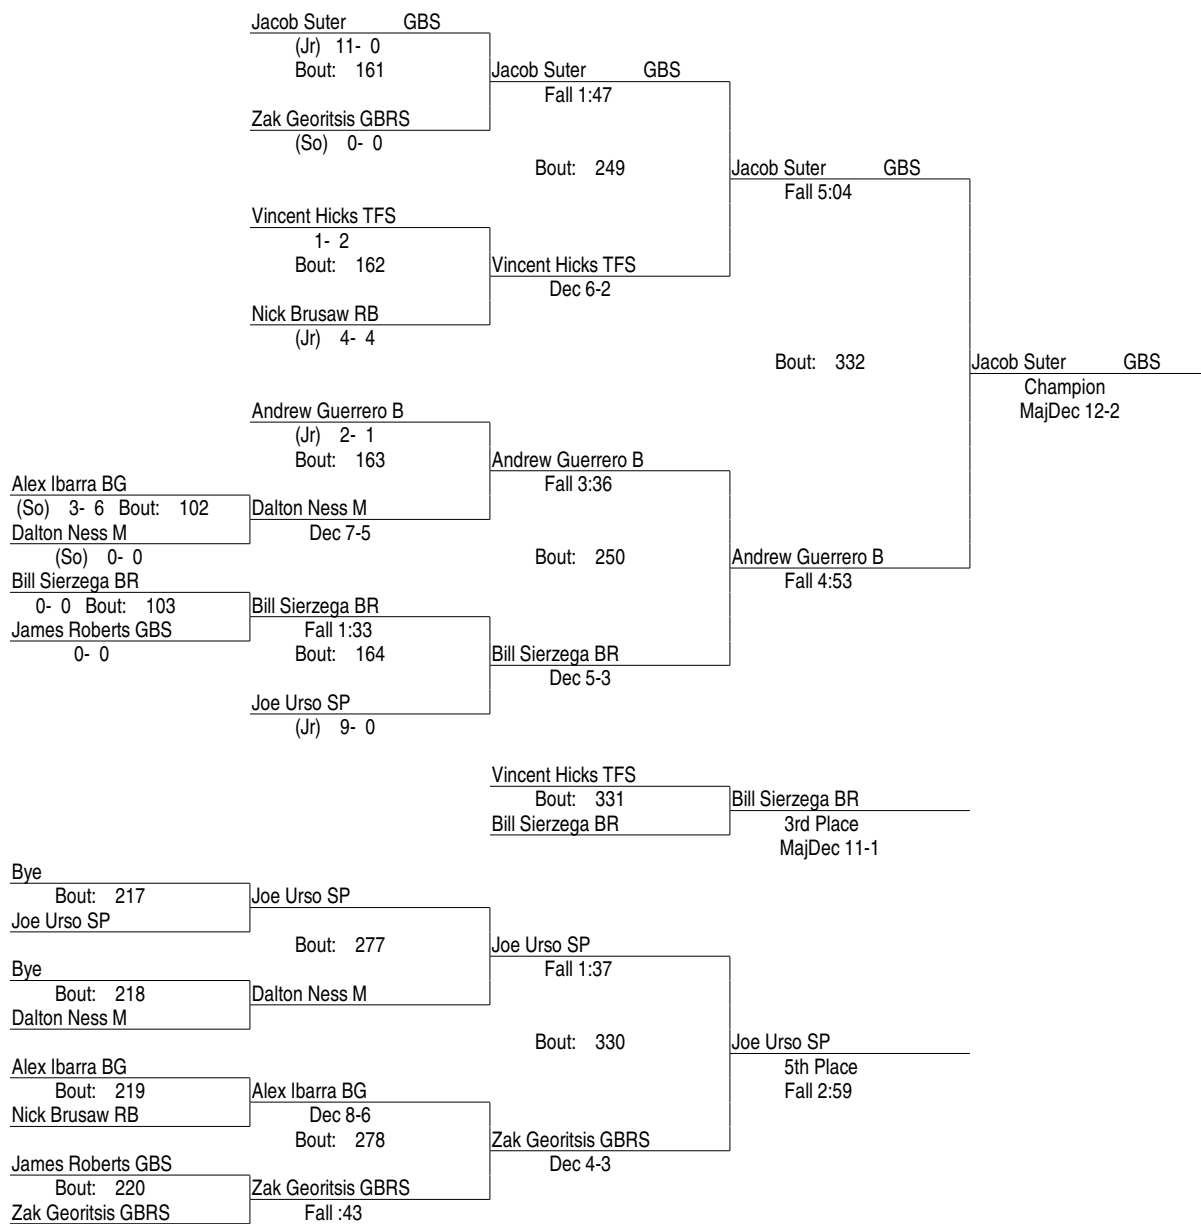 Jacob Suter GBS
(Jr) 11- 0
Bout: 161
Jacob Suter GBS
Fall 1:47
Zak Georitsis GBRS
(So) 0- 0
Bout: 249
Jacob Suter GBS
Fall 5:04
Vincent Hicks TFS
1- 2
Bout: 162
Vincent Hicks TFS
Dec 6-2
Nick Brusaw RB
(Jr) 4- 4
Bout: 332
Jacob Suter GBS
Champion
MajDec 12-2
Andrew Guerrero B
(Jr) 2- 1
Bout: 163
Andrew Guerrero B
Fall 3:36
Alex Ibarra BG
(So) 3- 6 Bout: 102
Dalton Ness M
Dec 7-5
Dalton Ness M
(So) 0- 0
Bout: 250
Andrew Guerrero B
Fall 4:53
Bill Sierzega BR
0- 0 Bout: 103
Bill Sierzega BR
Fall 1:33
James Roberts GBS
0- 0
Bout: 164
Bill Sierzega BR
Dec 5-3
Joe Urso SP
(Jr) 9- 0
Vincent Hicks TFS
Bout: 331
Bill Sierzega BR
Bill Sierzega BR
3rd Place
MajDec 11-1
Bye
Bout: 217
Joe Urso SP
Joe Urso SP
Bout: 277
Joe Urso SP
Fall 1:37
Bye
Bout: 218
Dalton Ness M
Dalton Ness M
Bout: 330
Joe Urso SP
5th Place
Fall 2:59
Alex Ibarra BG
Bout: 219
Alex Ibarra BG
Dec 8-6
Nick Brusaw RB
Bout: 278
Zak Georitsis GBRS
Dec 4-3
James Roberts GBS
Bout: 220
Zak Georitsis GBRS
Fall :43
Zak Georitsis GBRS